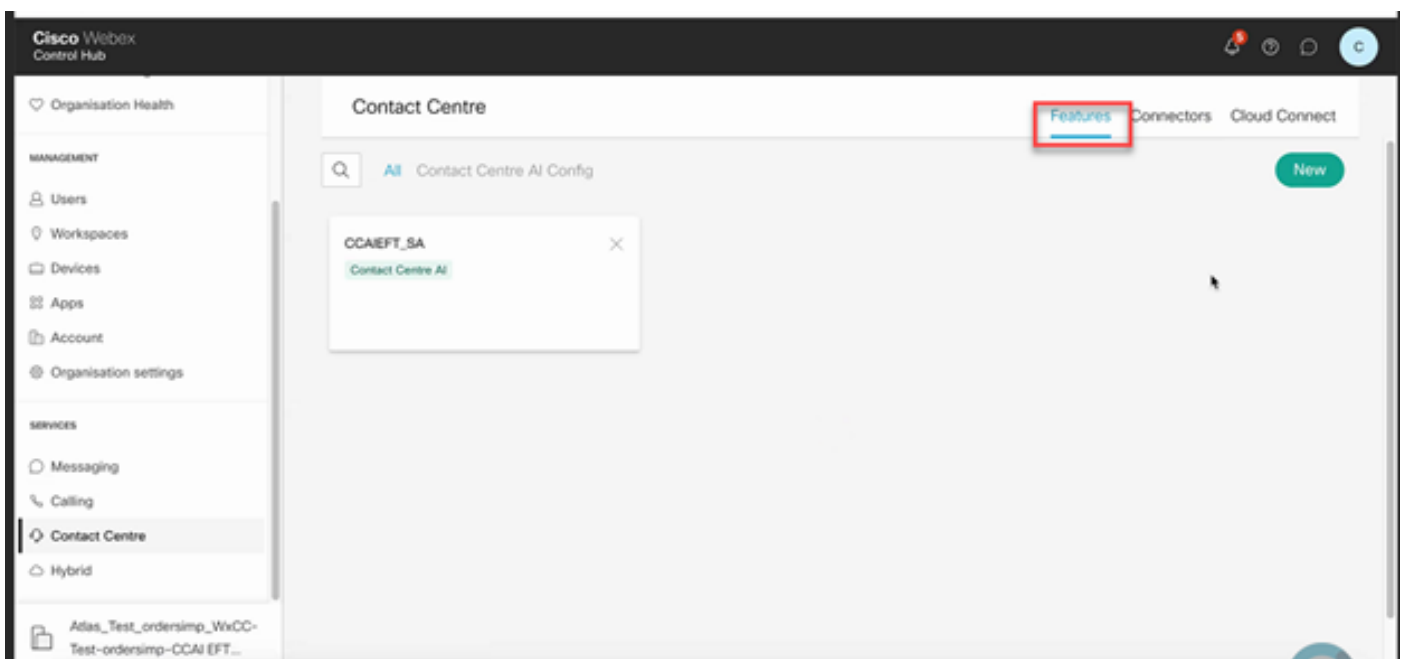 Cisco Webex
Control Hub
5
C
Organisation Health
MANAGEMENT
Users
Workspaces
Devices
Apps
Account
Organisation settings
SERVICES
Messaging
Calling
Contact Centre
Hybrid
Atlas_Test_ordersimp_WxCC-
Test-ordersimp-CCAI EFT...
Contact Centre
Features Connectors Cloud Connect
All Contact Centre AI Config
New
CCAIEFT_SA
Contact Centre AI